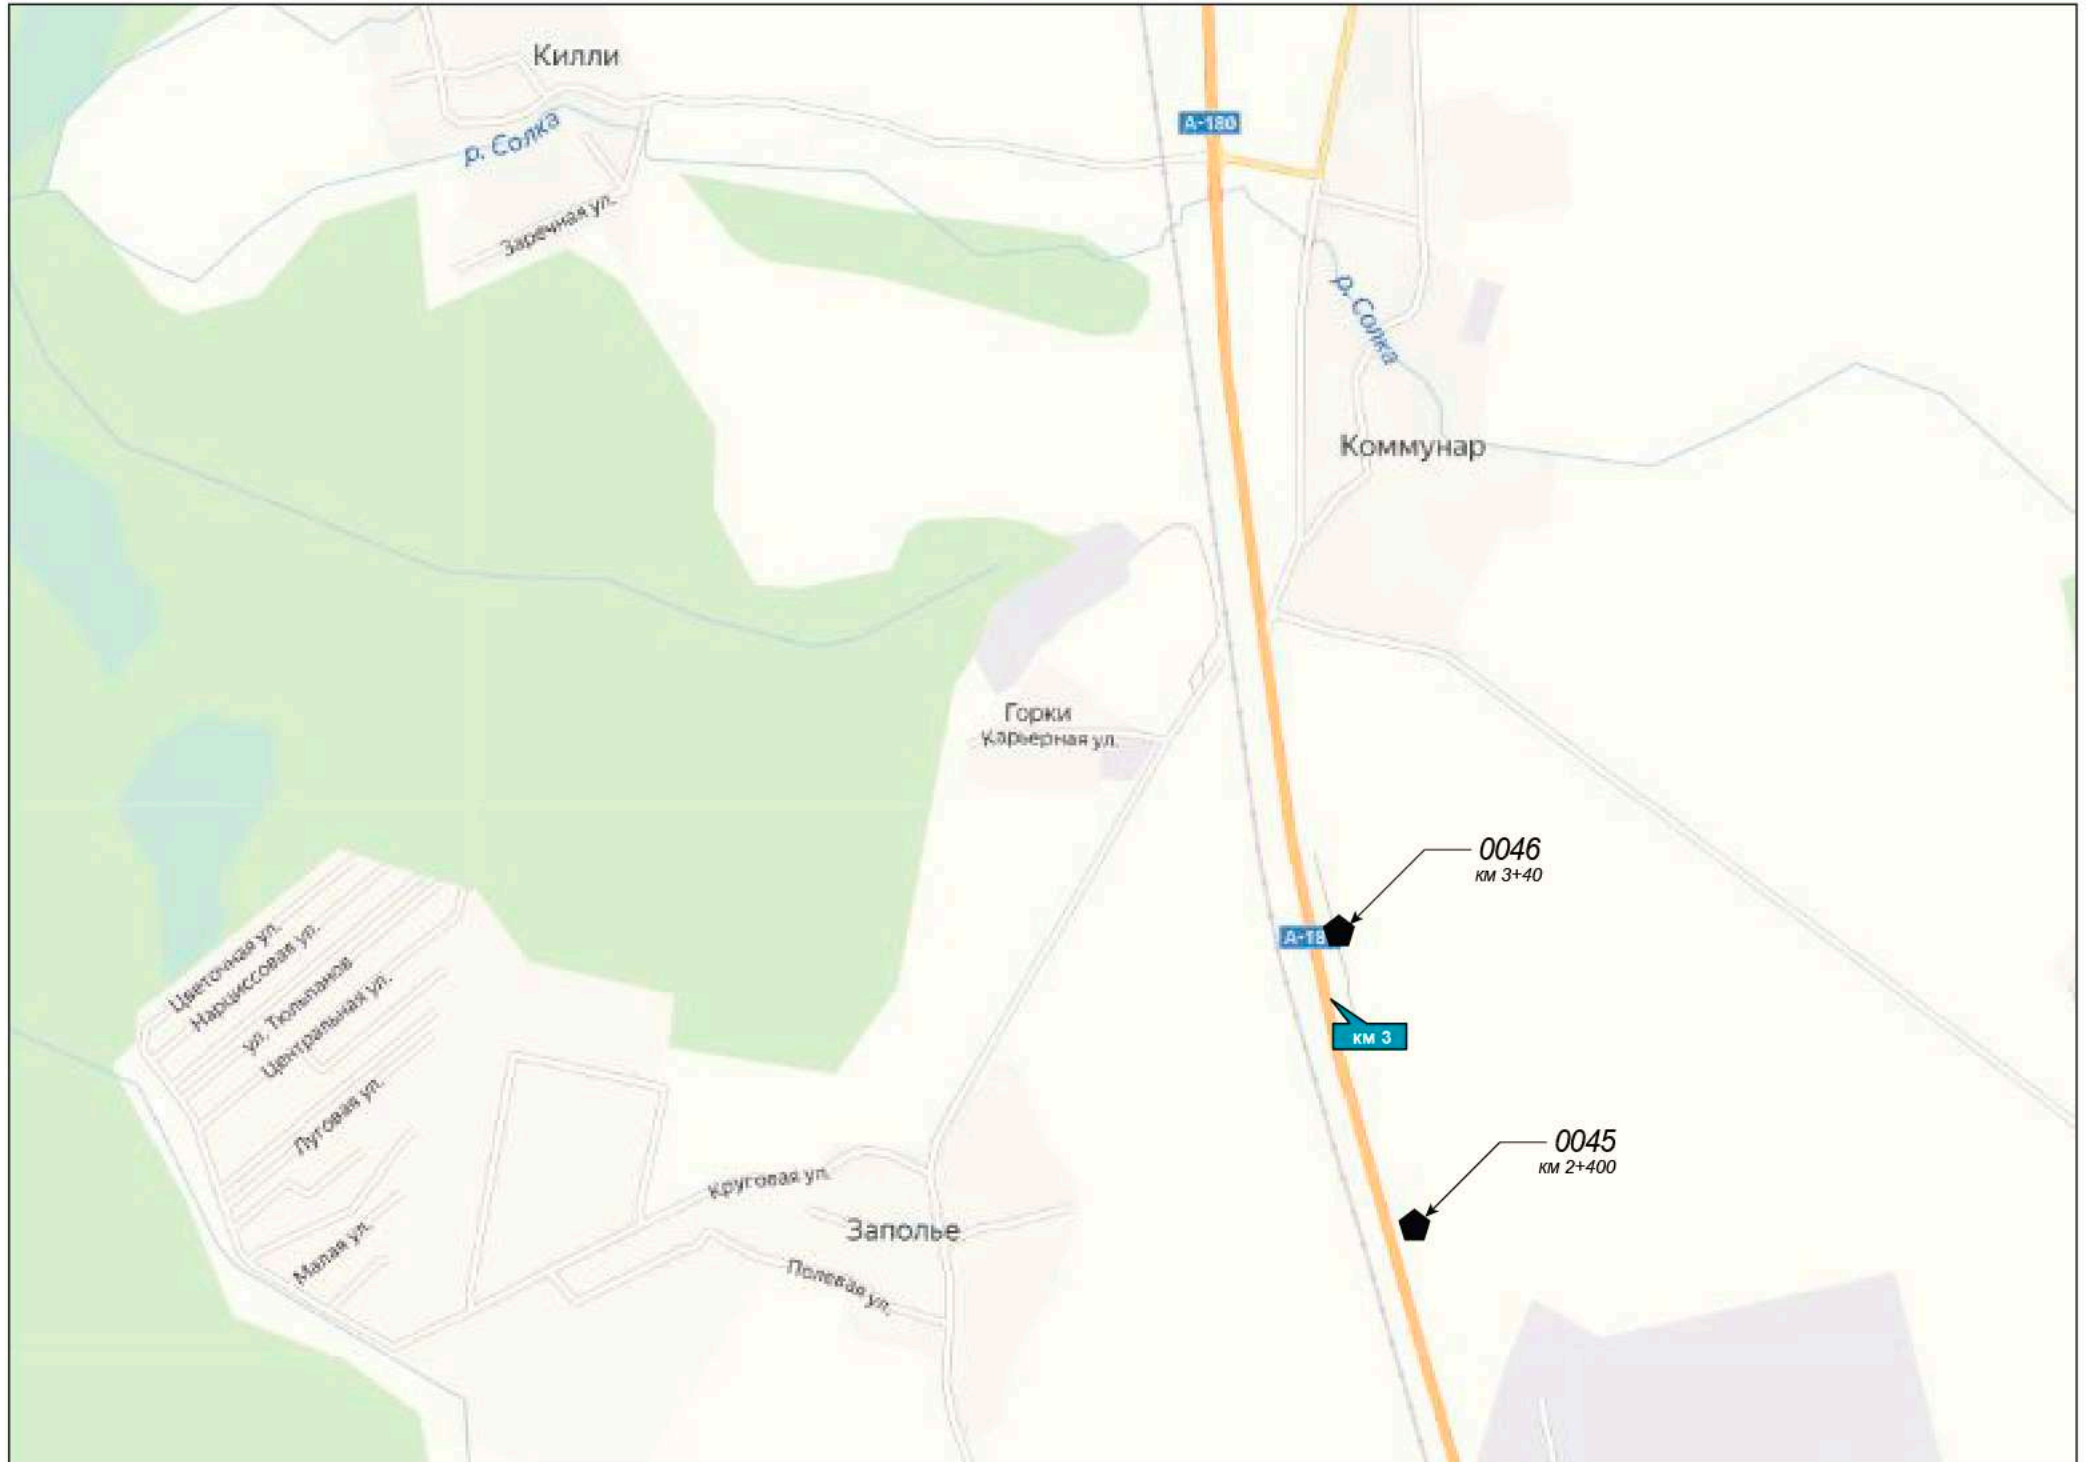 Килли
А-180
р. Солка
Заречная ул.
р. Солка
Коммунар
Горки
Карьерная ул.
0046
км 3+40
А-18
км 3
Цветочная ул.
Нарциссовая ул.
ул. Тюльпанов
Центральная ул.
Луговая ул.
0045
км 2+400
Круговая ул.
Заполье
Малая ул.
Полевая ул.